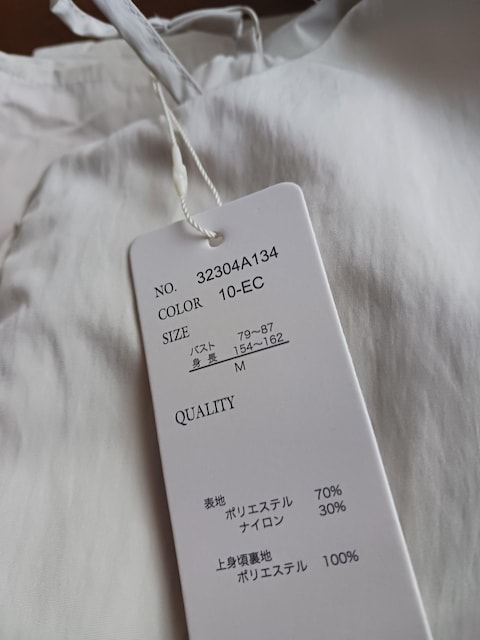 NO. 32304A134
COLOR 10-EC
SIZE
バスト 79〜87
身長 154〜162
M
QUALITY
表地
ポリエステル 70%
ナイロン 30%
上身頃裏地
ポリエステル 100%